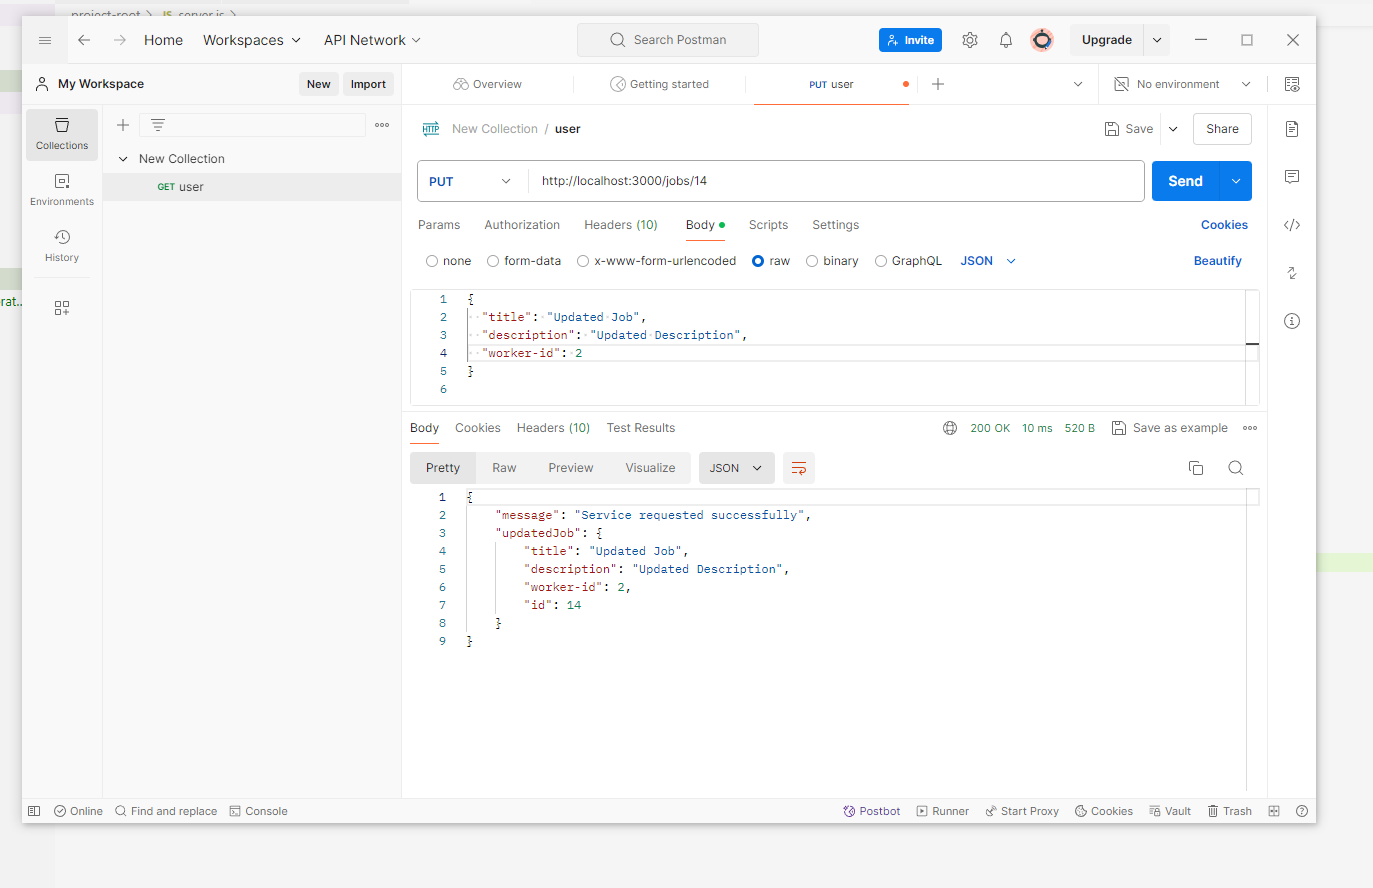 project-root > JS server.js >
Home Workspaces API Network Search Postman Invite Upgrade
My Workspace New Import Overview Getting started PUT user No environment
Collections
Environments
History
New Collection
GET user
rat..
HTTP New Collection / user Save Share
PUT http://localhost:3000/jobs/14 Send
Params Authorization Headers (10) Body Scripts Settings Cookies
none form-data x-www-form-urlencoded raw binary GraphQL JSON Beautify
1 {
2 "title": "Updated Job",
3 "description": "Updated Description",
4 "worker-id": 2
5 }
6
Body Cookies Headers (10) Test Results 200 OK 10 ms 520 B Save as example
Pretty Raw Preview Visualize JSON
1 {
2 "message": "Service requested successfully",
3 "updatedJob": {
4 "title": "Updated Job",
5 "description": "Updated Description",
6 "worker-id": 2,
7 "id": 14
8 }
9 }
Online Find and replace Console Postbot Runner Start Proxy Cookies Vault Trash